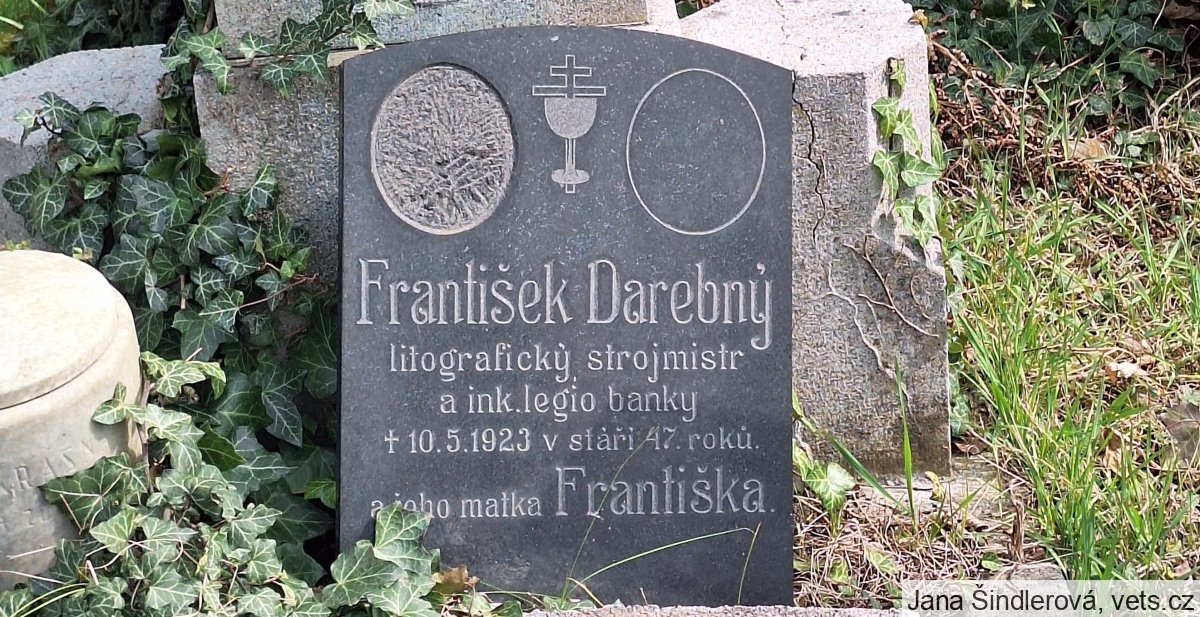 František Darebný
litografický strojmistr
a ink.legio banky
† 10.5.1923 v stáří 47. roků.
a jeho matka Františka.
Jana Šindlerová, vets.cz